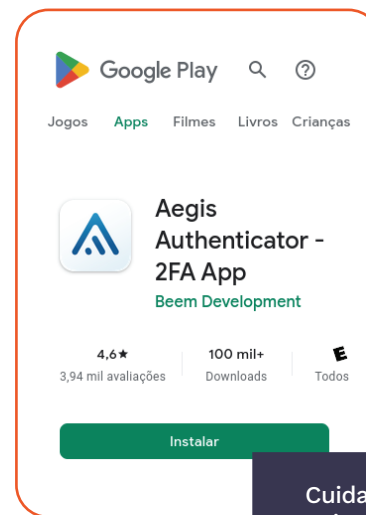 Google Play
Jogos Apps Filmes Livros Crianças
Aegis
Authenticator -
2FA App
Beem Development
4,6★ 100 mil+ E
3,94 mil avaliações Downloads Todos
Instalar